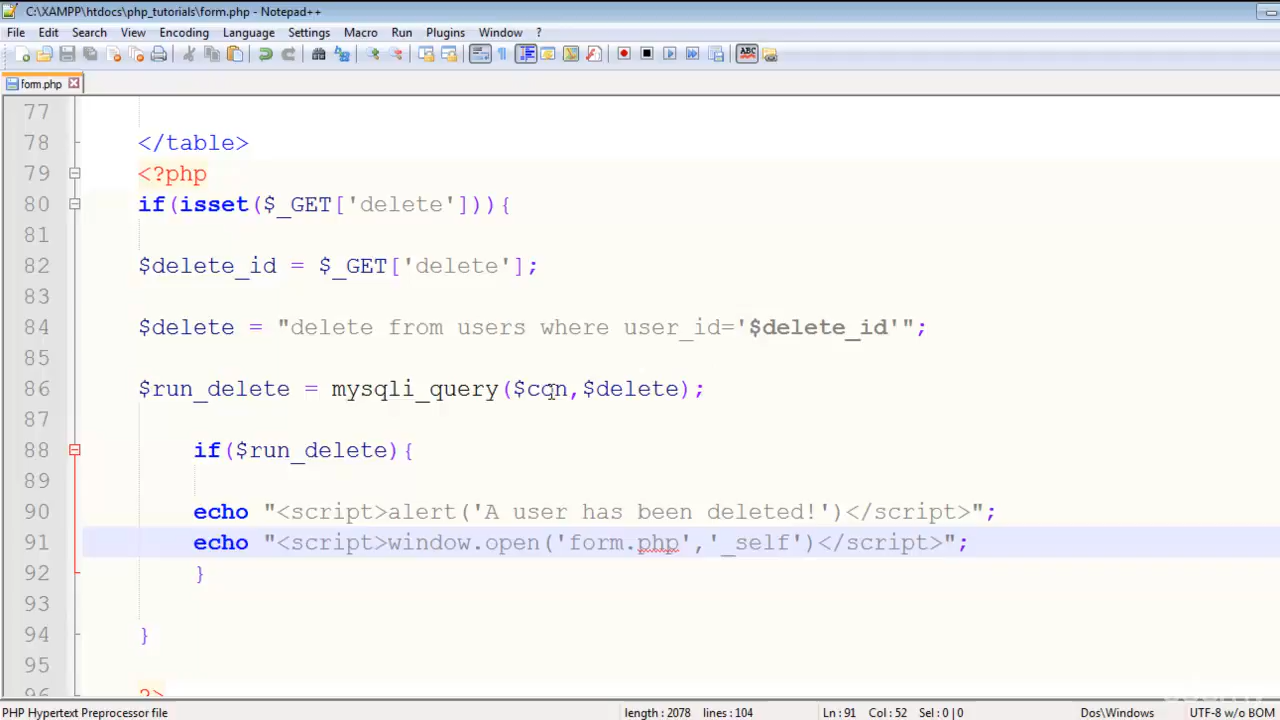 C:\XAMPP\htdocs\php_tutorials\form.php - Notepad++
File Edit Search View Encoding Language Settings Macro Run Plugins Window ?
form.php
77
78 </table>
79 <?php
80 if(isset($_GET['delete'])){
81
82 $delete_id = $_GET['delete'];
83
84 $delete = "delete from users where user_id='$delete_id'";
85
86 $run_delete = mysqli_query($con,$delete);
87
88 if($run_delete){
89
90 echo "<script>alert('A user has been deleted!')</script>";
91 echo "<script>window.open('form.php','_self')</script>";
92 }
93
94 }
95
96 ?>
PHP Hypertext Preprocessor file length : 2078 lines : 104 Ln : 91 Col : 52 Sel : 0 | 0 Dos\Windows UTF-8 w/o BOM